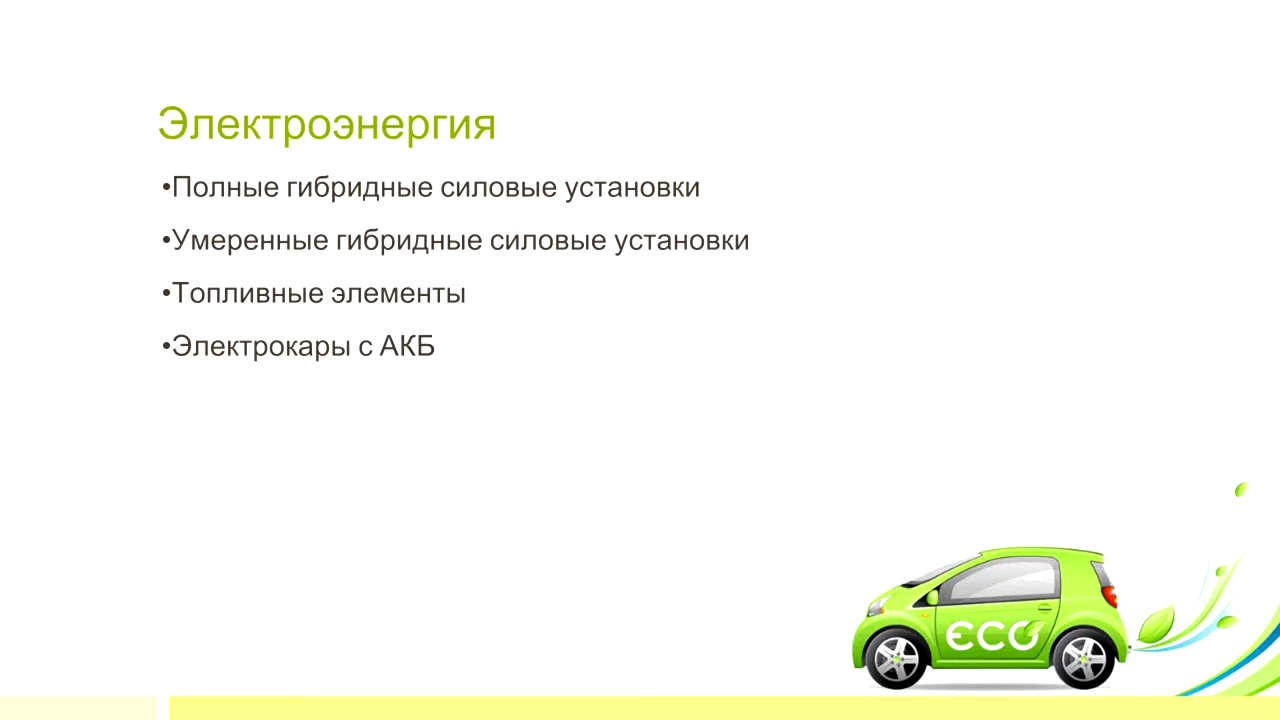 Электроэнергия
•Полные гибридные силовые установки
•Умеренные гибридные силовые установки
•Топливные элементы
•Электрокары с АКБ
ECO